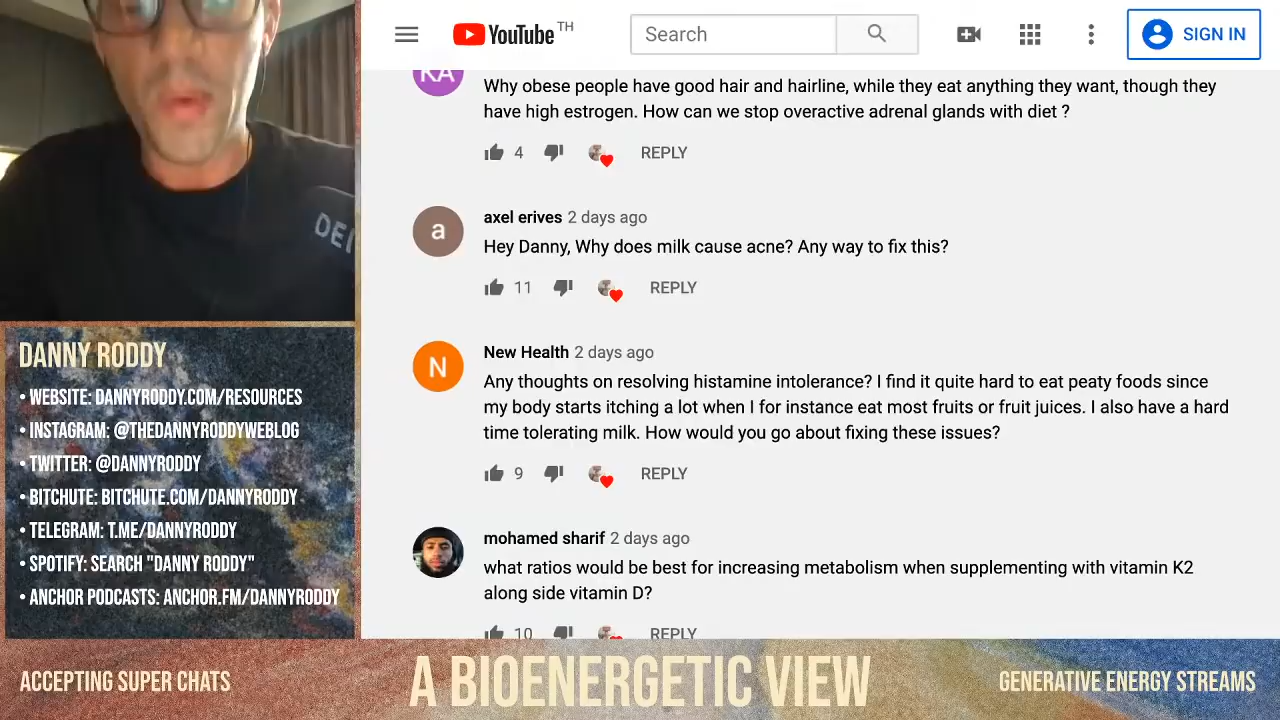 YouTube TH
Search
SIGN IN
KA
Why obese people have good hair and hairline, while they eat anything they want, though they
have high estrogen. How can we stop overactive adrenal glands with diet ?
4 REPLY
a
axel erives 2 days ago
Hey Danny, Why does milk cause acne? Any way to fix this?
11 REPLY
N
New Health 2 days ago
Any thoughts on resolving histamine intolerance? I find it quite hard to eat peaty foods since
my body starts itching a lot when I for instance eat most fruits or fruit juices. I also have a hard
time tolerating milk. How would you go about fixing these issues?
9 REPLY
mohamed sharif 2 days ago
what ratios would be best for increasing metabolism when supplementing with vitamin K2
along side vitamin D?
10 REPLY
DANNY RODDY
• WEBSITE: DANNYRODDY.COM/RESOURCES
• INSTAGRAM: @THEDANNYRODDYWEBLOG
• TWITTER: @DANNYRODDY
• BITCHUTE: BITCHUTE.COM/DANNYRODDY
• TELEGRAM: T.ME/DANNYRODDY
• SPOTIFY: SEARCH "DANNY RODDY"
• ANCHOR PODCASTS: ANCHOR.FM/DANNYRODDY
ACCEPTING SUPER CHATS
A BIOENERGETIC VIEW
GENERATIVE ENERGY STREAMS